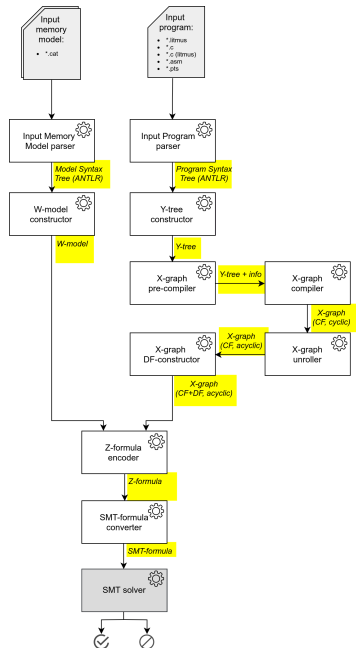 Input
memory
model:
• *.cat
Input
program:
• *.litmus
• *.c
• *.c (litmus)
• *.asm
• *.pts
Input Memory
Model parser
Input Program
parser
Model Syntax
Tree (ANTLR)
Program Syntax
Tree (ANTLR)
W-model
constructor
Y-tree
constructor
W-model
Y-tree
X-graph
pre-compiler
Y-tree + info
X-graph
compiler
X-graph
(CF, cyclic)
X-graph
DF-constructor
X-graph
(CF, acyclic)
X-graph
unroller
X-graph
(CF+DF, acyclic)
Z-formula
encoder
Z-formula
SMT-formula
converter
SMT-formula
SMT solver